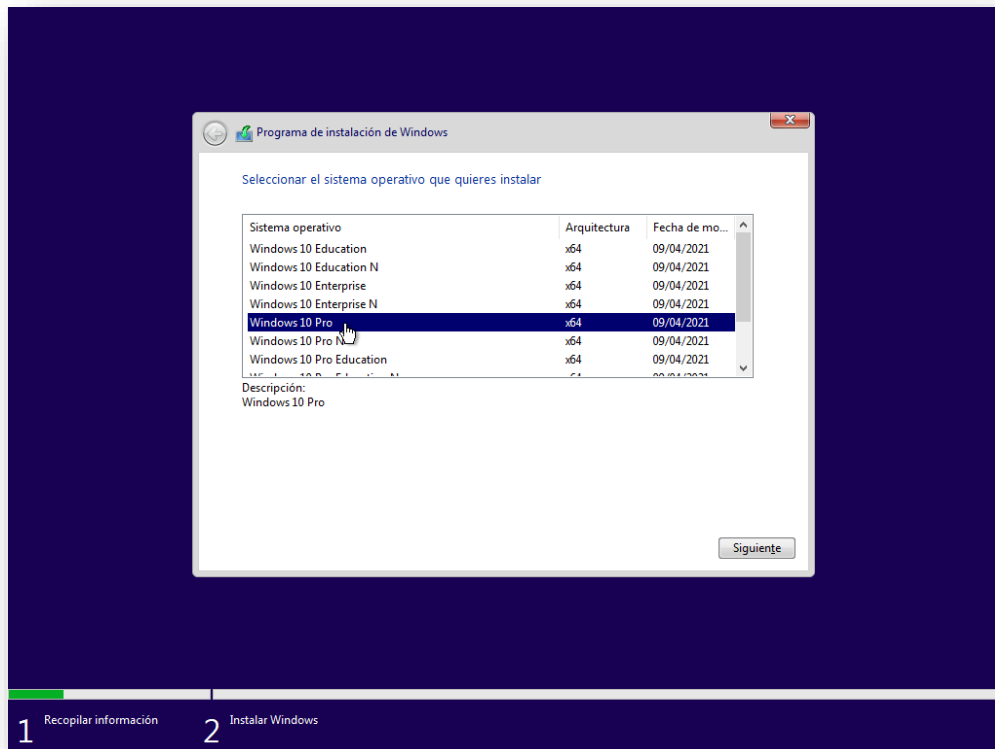 Programa de instalación de Windows
Seleccionar el sistema operativo que quieres instalar
Sistema operativo Arquitectura Fecha de mo...
Windows 10 Education x64 09/04/2021
Windows 10 Education N x64 09/04/2021
Windows 10 Enterprise x64 09/04/2021
Windows 10 Enterprise N x64 09/04/2021
Windows 10 Pro x64 09/04/2021
Windows 10 Pro N x64 09/04/2021
Windows 10 Pro Education x64 09/04/2021
Descripción:
Windows 10 Pro
Siguiente
1 Recopilar información 2 Instalar Windows